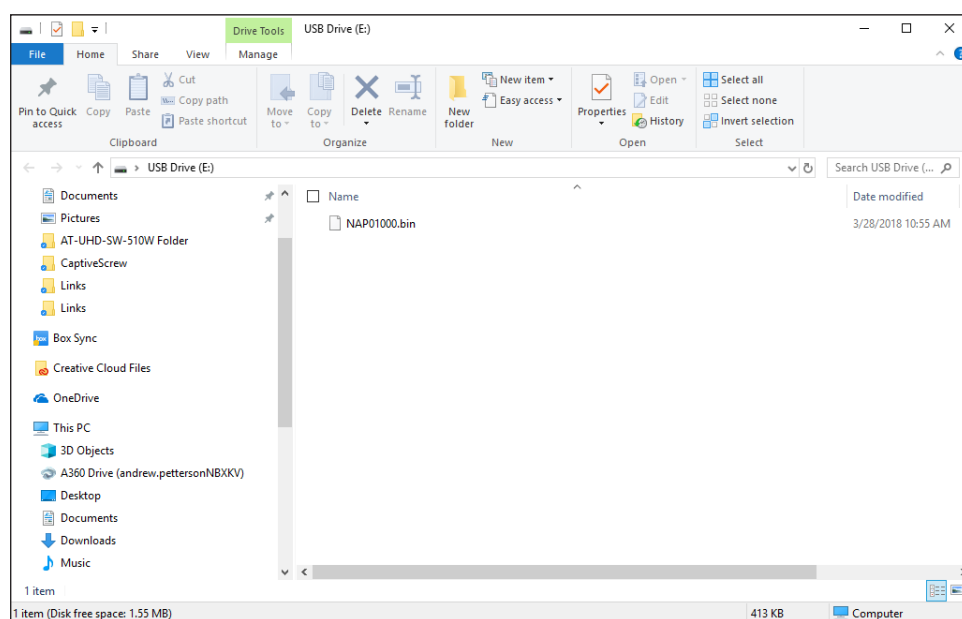 Drive Tools USB Drive (E:)
File Home Share View Manage
Pin to Quick access
Copy
Paste
Cut
Copy path
Paste shortcut
Clipboard
Move to
Copy to
Delete
Rename
Organize
New folder
New item
Easy access
New
Properties
Open
Edit
History
Open
Select all
Select none
Invert selection
Select
USB Drive (E:)
Search USB Drive (...
Documents
Pictures
AT-UHD-SW-510W Folder
CaptiveScrew
Links
Links
Box Sync
Creative Cloud Files
OneDrive
This PC
3D Objects
A360 Drive (andrew.pettersonNBXKV)
Desktop
Documents
Downloads
Music
Name Date modified
NAP01000.bin 3/28/2018 10:55 AM
1 item
1 item (Disk free space: 1.55 MB) 413 KB Computer